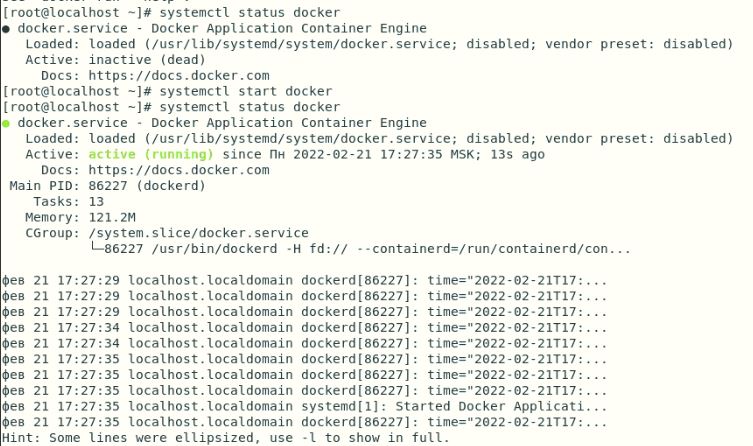 [root@localhost ~]# systemctl status docker
● docker.service - Docker Application Container Engine
   Loaded: loaded (/usr/lib/systemd/system/docker.service; disabled; vendor preset: disabled)
   Active: inactive (dead)
     Docs: https://docs.docker.com
[root@localhost ~]# systemctl start docker
[root@localhost ~]# systemctl status docker
● docker.service - Docker Application Container Engine
   Loaded: loaded (/usr/lib/systemd/system/docker.service; disabled; vendor preset: disabled)
   Active: active (running) since Пн 2022-02-21 17:27:35 MSK; 13s ago
     Docs: https://docs.docker.com
 Main PID: 86227 (dockerd)
    Tasks: 13
   Memory: 121.2M
   CGroup: /system.slice/docker.service
           └─86227 /usr/bin/dockerd -H fd:// --containerd=/run/containerd/con...
фев 21 17:27:29 localhost.localdomain dockerd[86227]: time="2022-02-21T17:...
фев 21 17:27:29 localhost.localdomain dockerd[86227]: time="2022-02-21T17:...
фев 21 17:27:29 localhost.localdomain dockerd[86227]: time="2022-02-21T17:...
фев 21 17:27:34 localhost.localdomain dockerd[86227]: time="2022-02-21T17:...
фев 21 17:27:34 localhost.localdomain dockerd[86227]: time="2022-02-21T17:...
фев 21 17:27:35 localhost.localdomain dockerd[86227]: time="2022-02-21T17:...
фев 21 17:27:35 localhost.localdomain dockerd[86227]: time="2022-02-21T17:...
фев 21 17:27:35 localhost.localdomain dockerd[86227]: time="2022-02-21T17:...
фев 21 17:27:35 localhost.localdomain systemd[1]: Started Docker Applicati...
фев 21 17:27:35 localhost.localdomain dockerd[86227]: time="2022-02-21T17:...
Hint: Some lines were ellipsized, use -l to show in full.